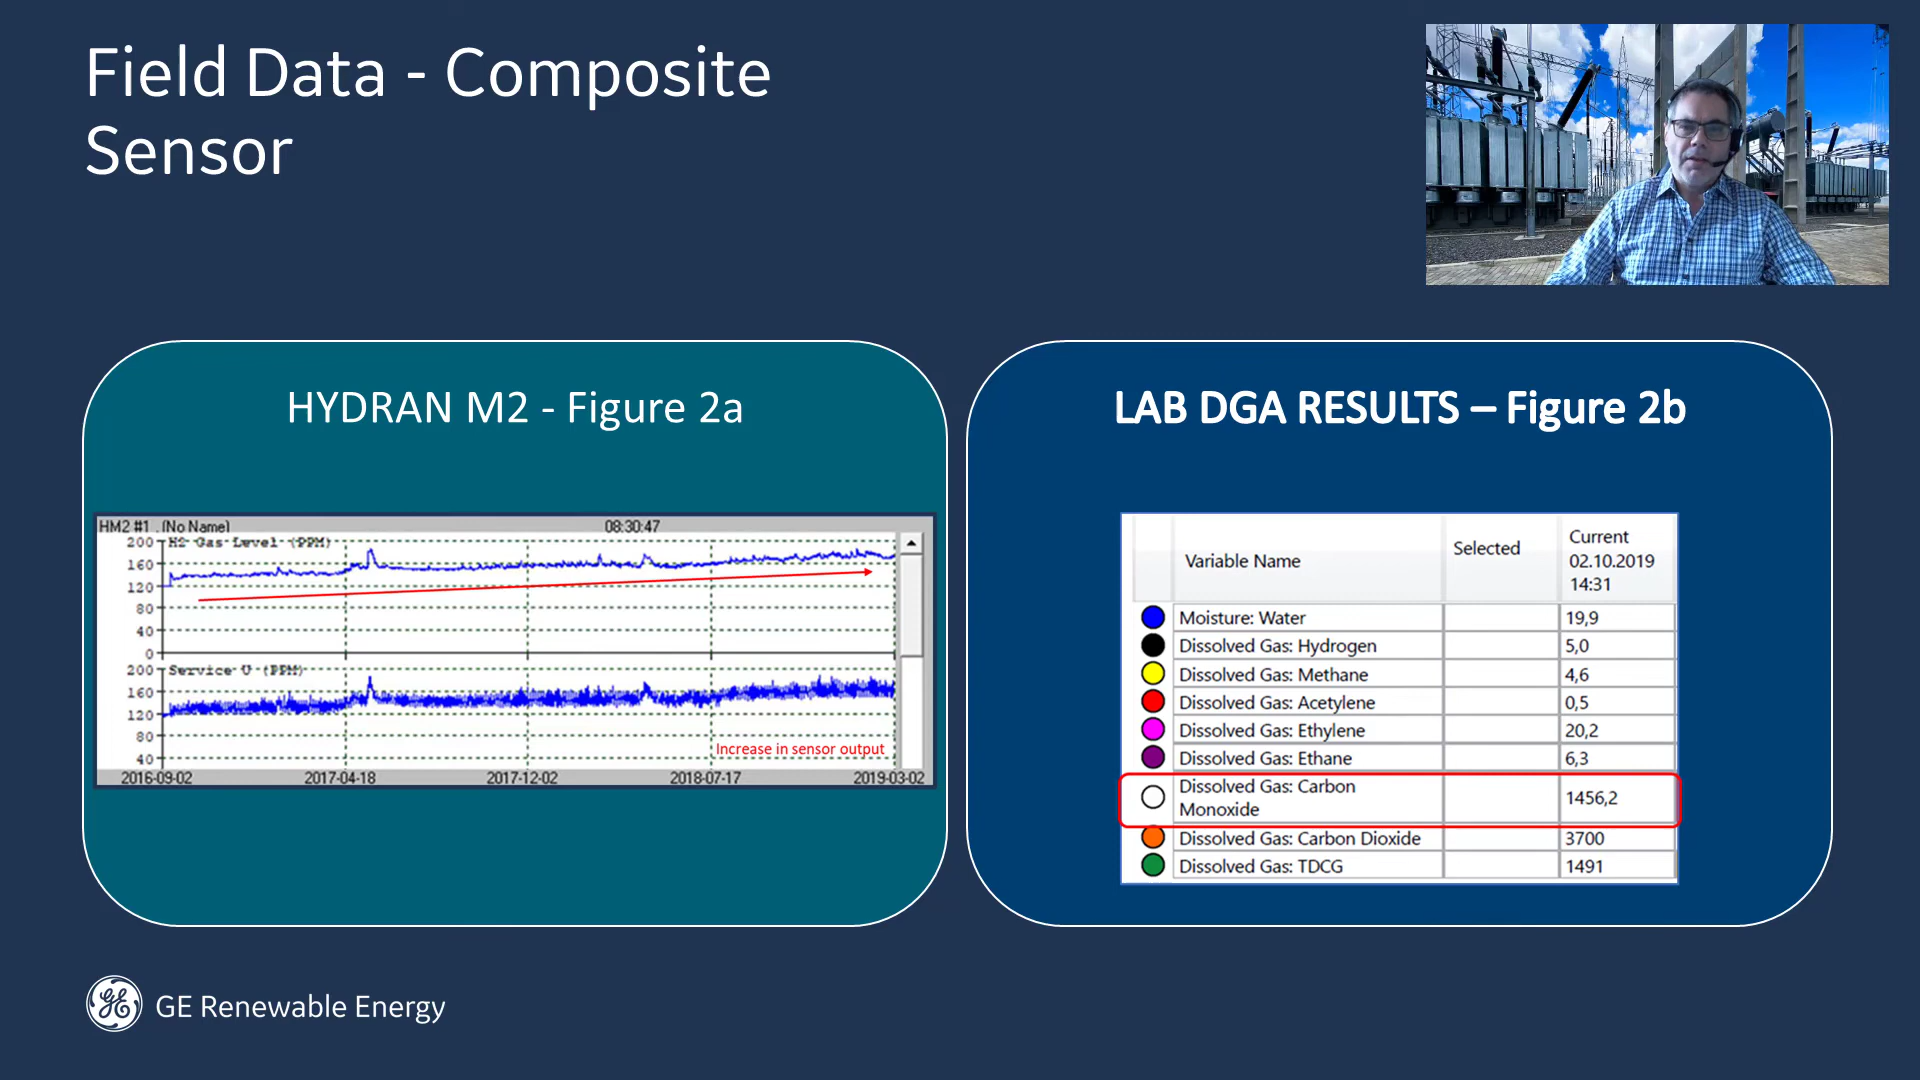 Field Data - Composite
Sensor
HYDRAN M2 - Figure 2a
HM2 #1 . (No Name) 08:30:47
H2 Gas Level (PPM)
200
160
120
80
40
0
Service U (PPM)
200
160
120
80
40
Increase in sensor output
2016-09-02 2017-04-18 2017-12-02 2018-07-17 2019-03-02
LAB DGA RESULTS – Figure 2b
Variable Name Selected Current
02.10.2019
14:31
Moisture: Water 19,9
Dissolved Gas: Hydrogen 5,0
Dissolved Gas: Methane 4,6
Dissolved Gas: Acetylene 0,5
Dissolved Gas: Ethylene 20,2
Dissolved Gas: Ethane 6,3
Dissolved Gas: Carbon
Monoxide 1456,2
Dissolved Gas: Carbon Dioxide 3700
Dissolved Gas: TDCG 1491
GE Renewable Energy